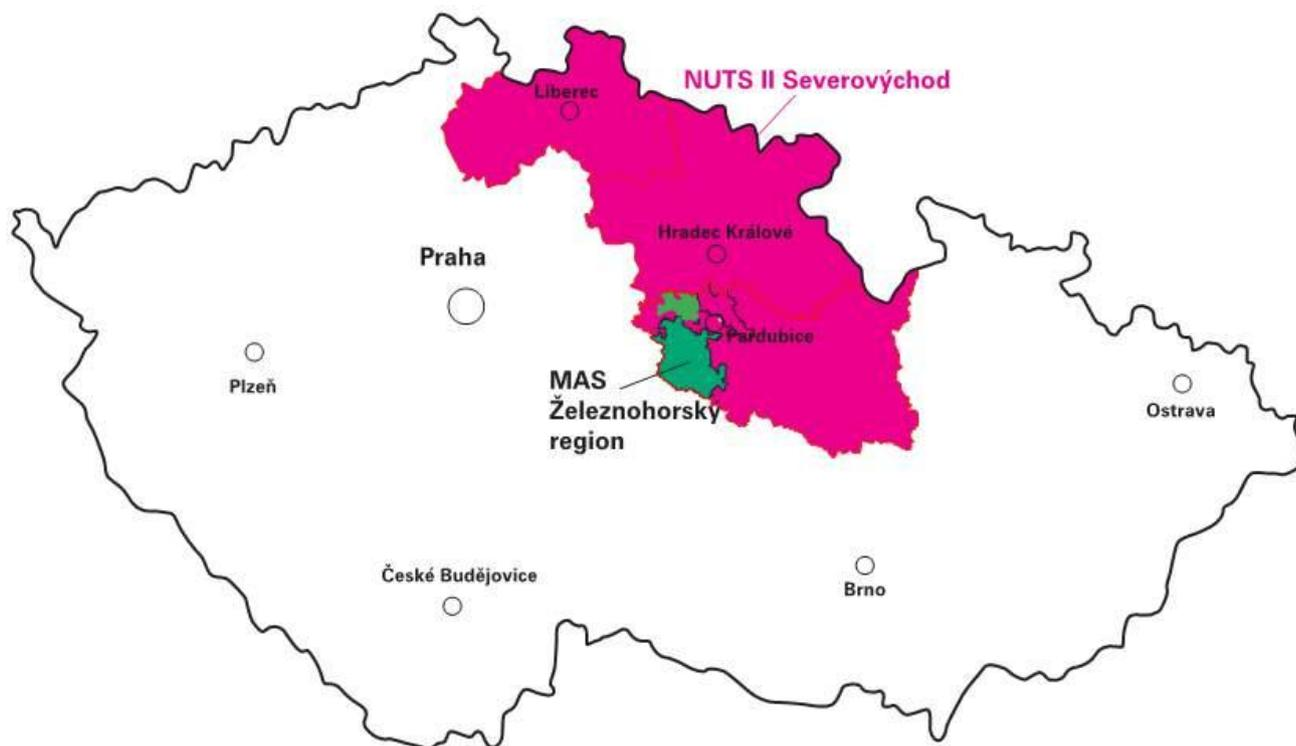 NUTS II Severovýchod
Liberec
Hradec Králové
Praha
Pardubice
Plzeň
MAS
Železnohorský
region
Ostrava
České Budějovice
Brno